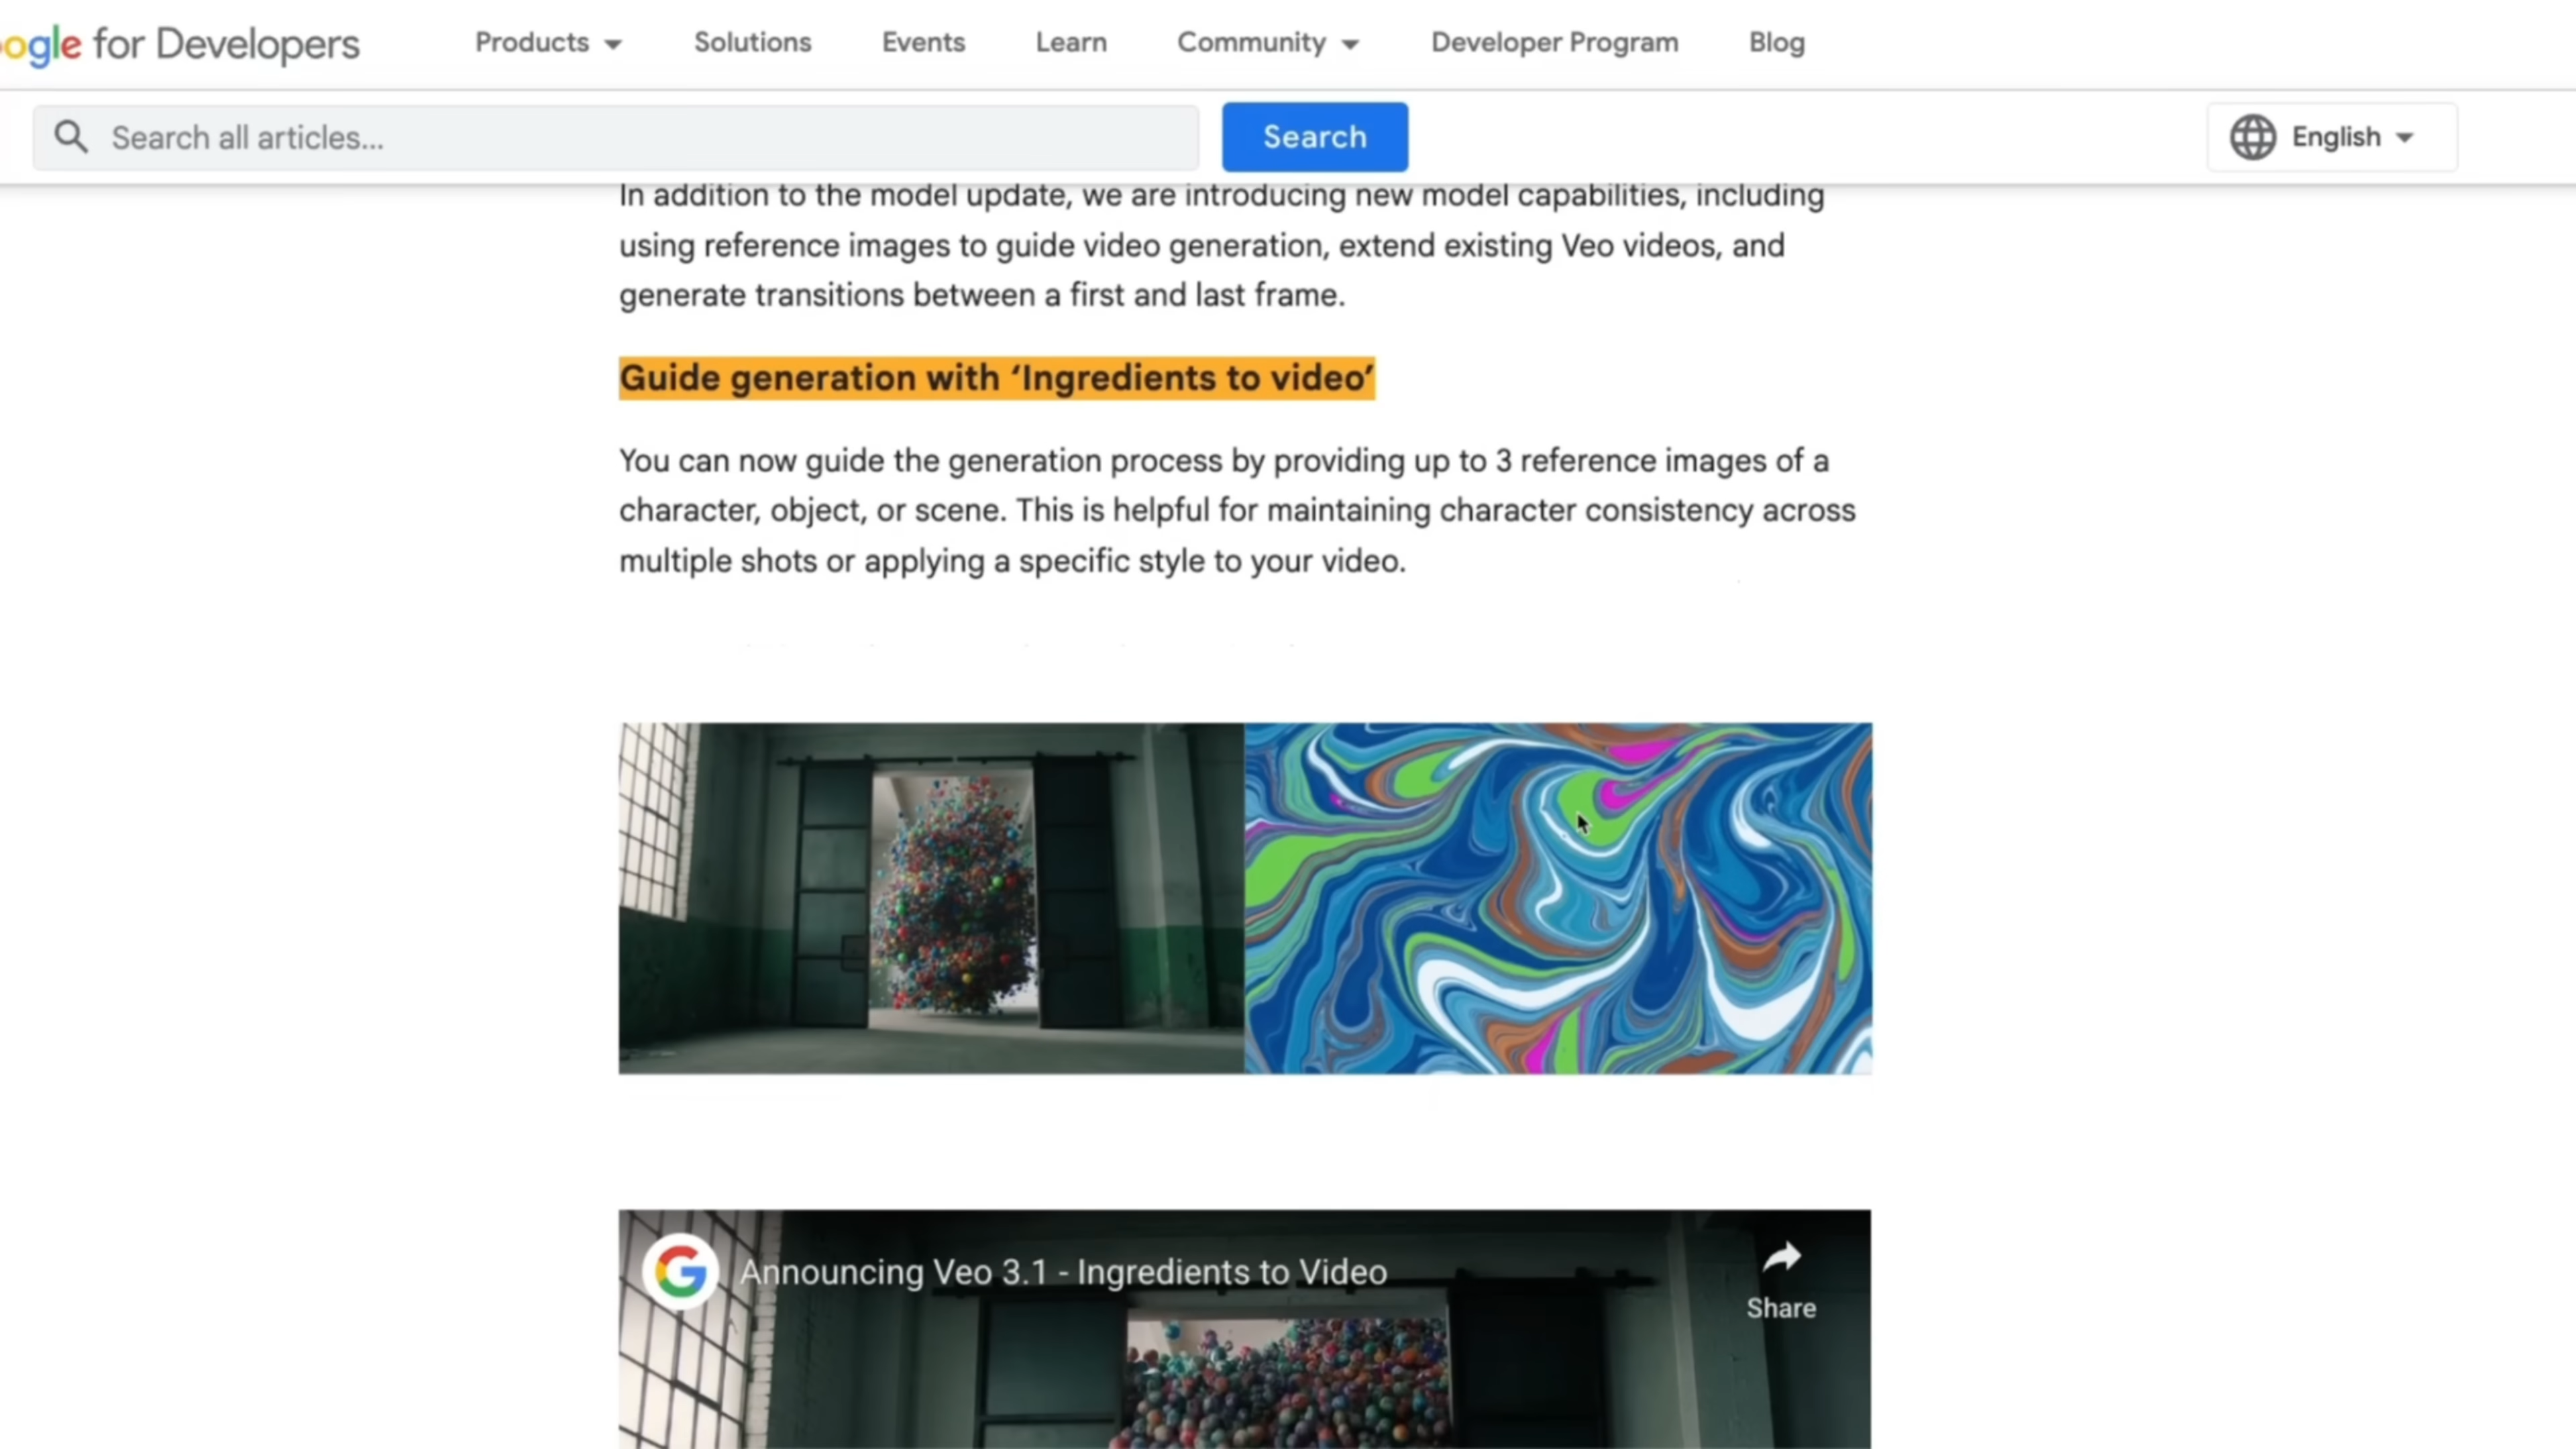 ogle for Developers
Products
Solutions
Events
Learn
Community
Developer Program
Blog
Search all articles...
Search
English
In addition to the model update, we are introducing new model capabilities, including
using reference images to guide video generation, extend existing Veo videos, and
generate transitions between a first and last frame.
Guide generation with ‘Ingredients to video’
You can now guide the generation process by providing up to 3 reference images of a
character, object, or scene. This is helpful for maintaining character consistency across
multiple shots or applying a specific style to your video.
G
Announcing Veo 3.1 - Ingredients to Video
Share